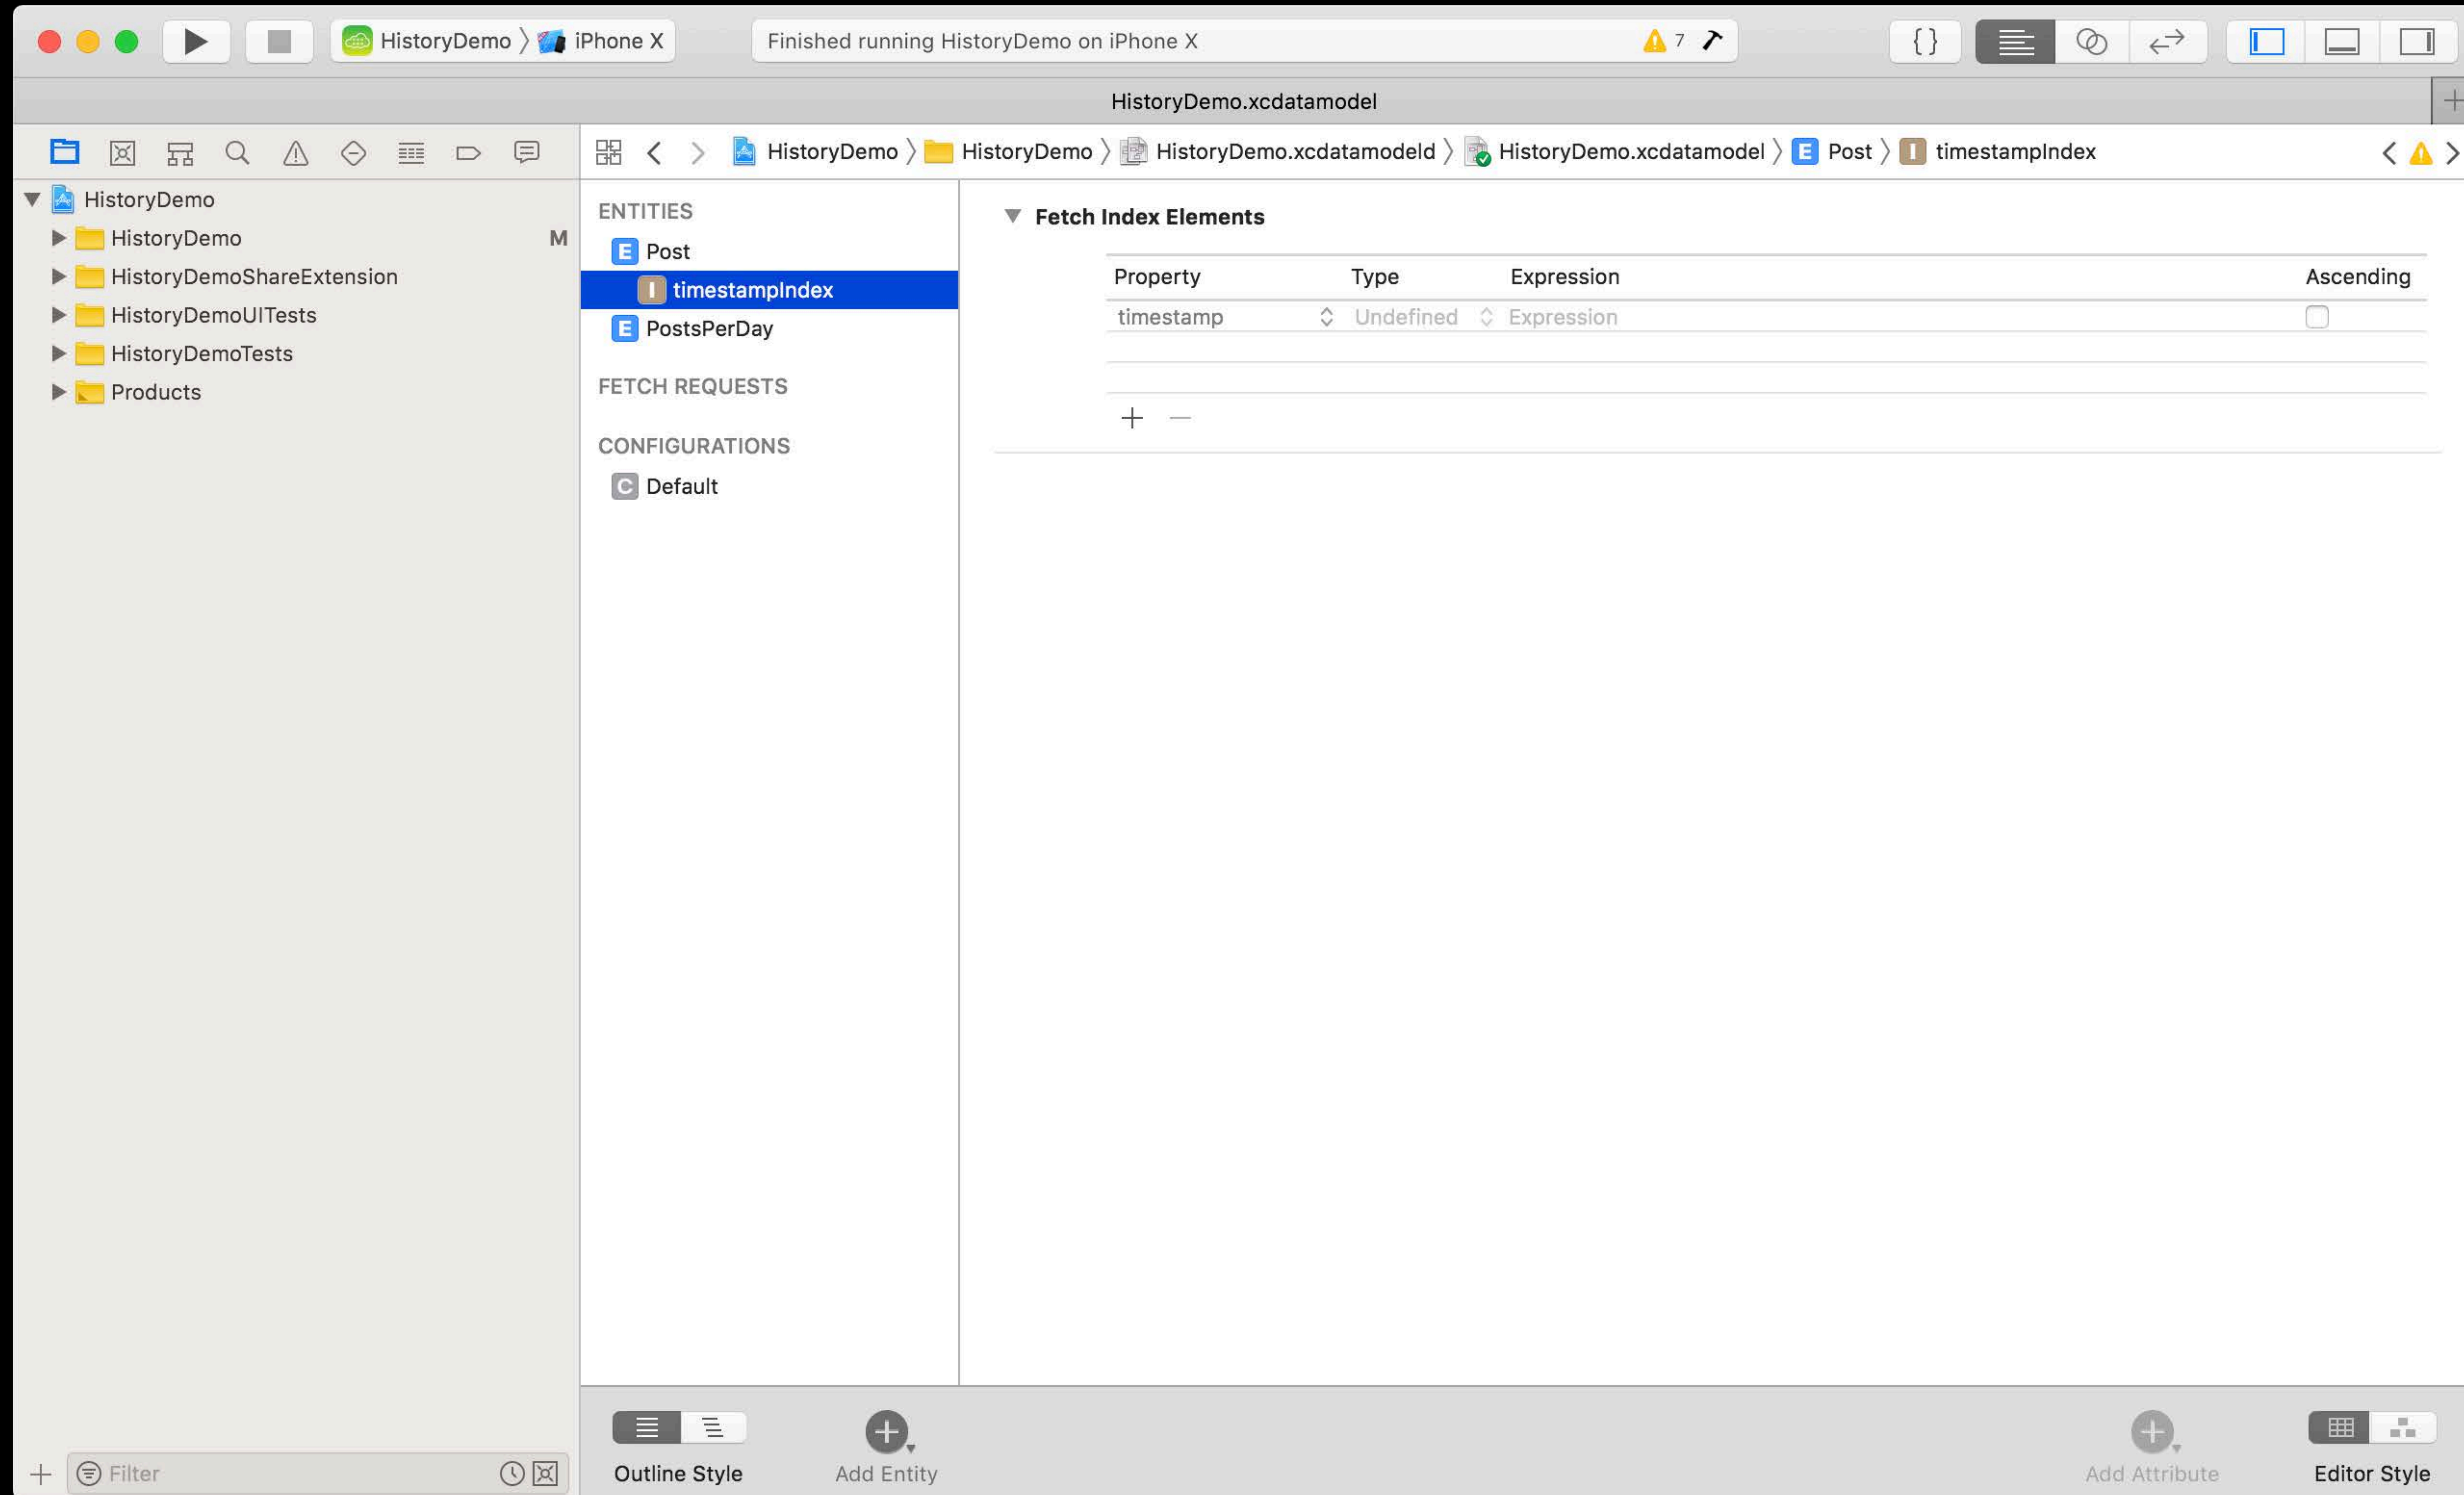 HistoryDemo iPhone X
Finished running HistoryDemo on iPhone X
7
{ }
HistoryDemo.xcdatamodel
HistoryDemo HistoryDemo HistoryDemo.xcdatamodeld HistoryDemo.xcdatamodel E Post I timestampIndex
HistoryDemo
HistoryDemo M
HistoryDemoShareExtension
HistoryDemoUITests
HistoryDemoTests
Products
ENTITIES
E Post
I timestampIndex
E PostsPerDay
FETCH REQUESTS
CONFIGURATIONS
C Default
Fetch Index Elements
Property Type Expression Ascending
timestamp Undefined Expression
Filter
Outline Style
Add Entity
Add Attribute
Editor Style